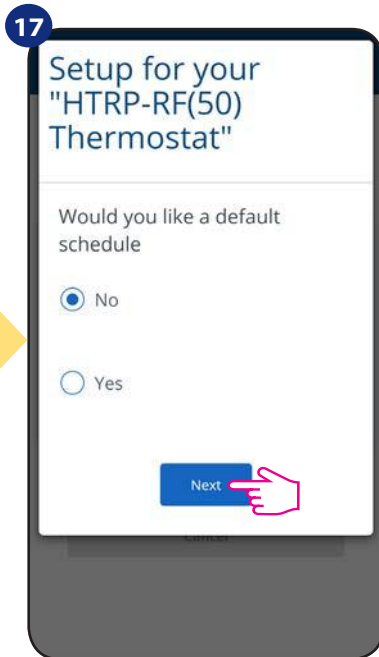 17
Setup for your
"HTRP-RF(50)
Thermostat"
Would you like a default
schedule
No
Yes
Next
Cancel